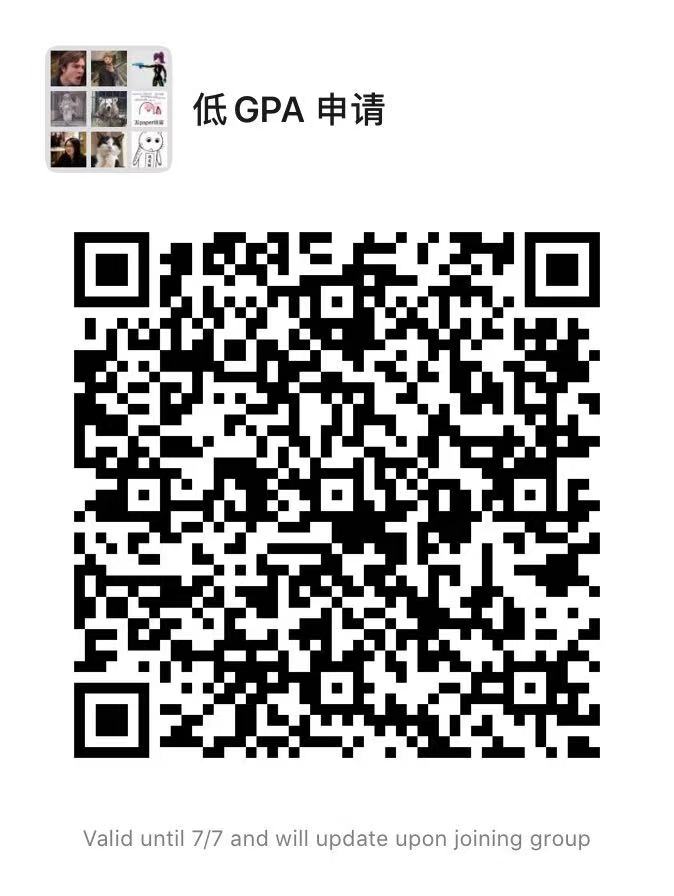 低 GPA 申请
Valid until 7/7 and will update upon joining group